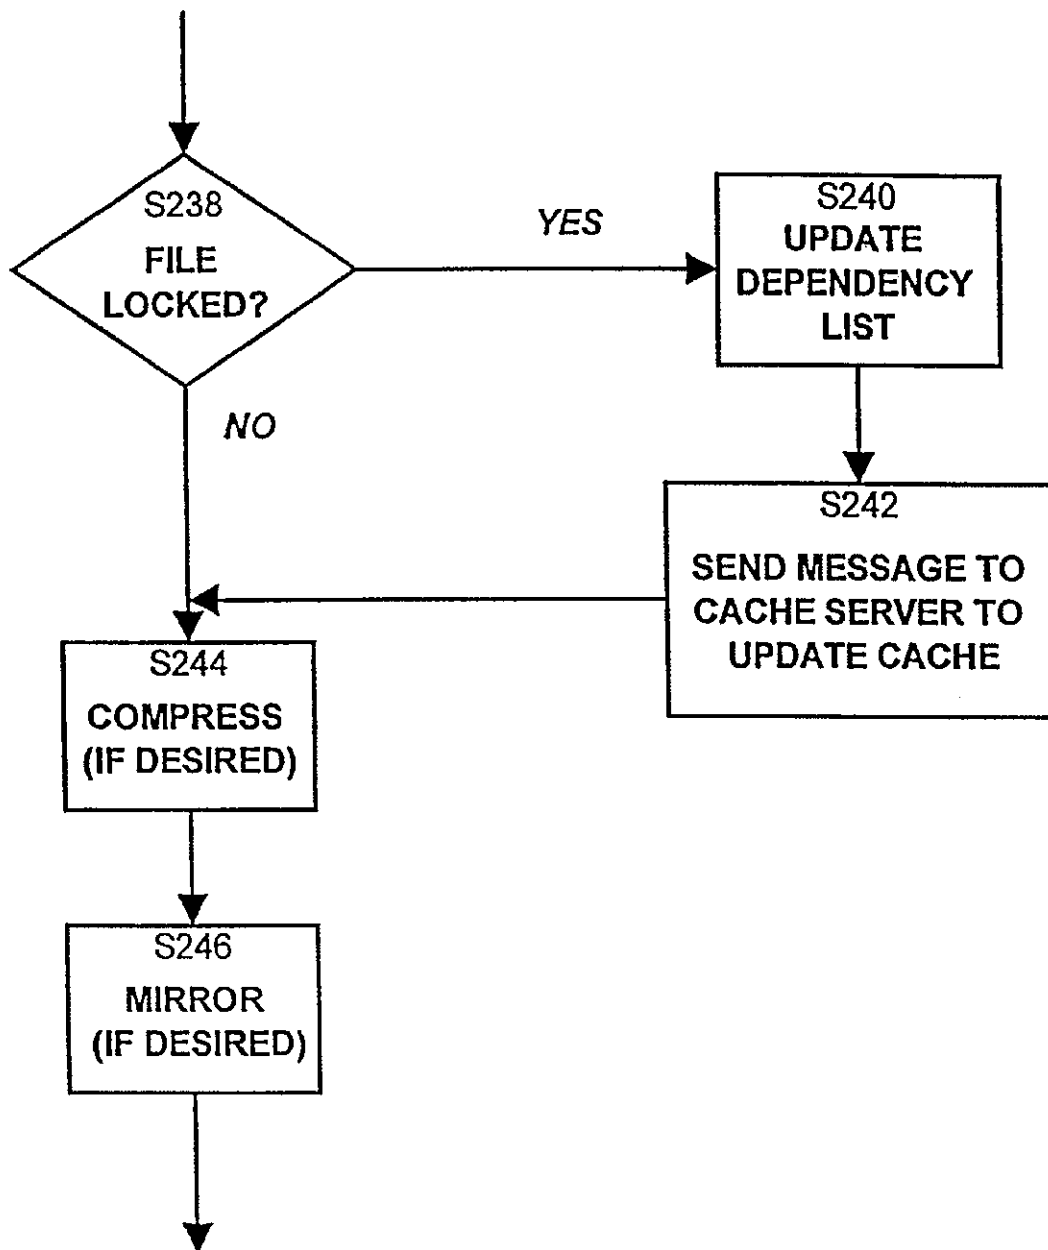 S238
FILE
LOCKED?
YES
S240
UPDATE
DEPENDENCY
LIST
NO
S242
SEND MESSAGE TO
CACHE SERVER TO
UPDATE CACHE
S244
COMPRESS
(IF DESIRED)
S246
MIRROR
(IF DESIRED)